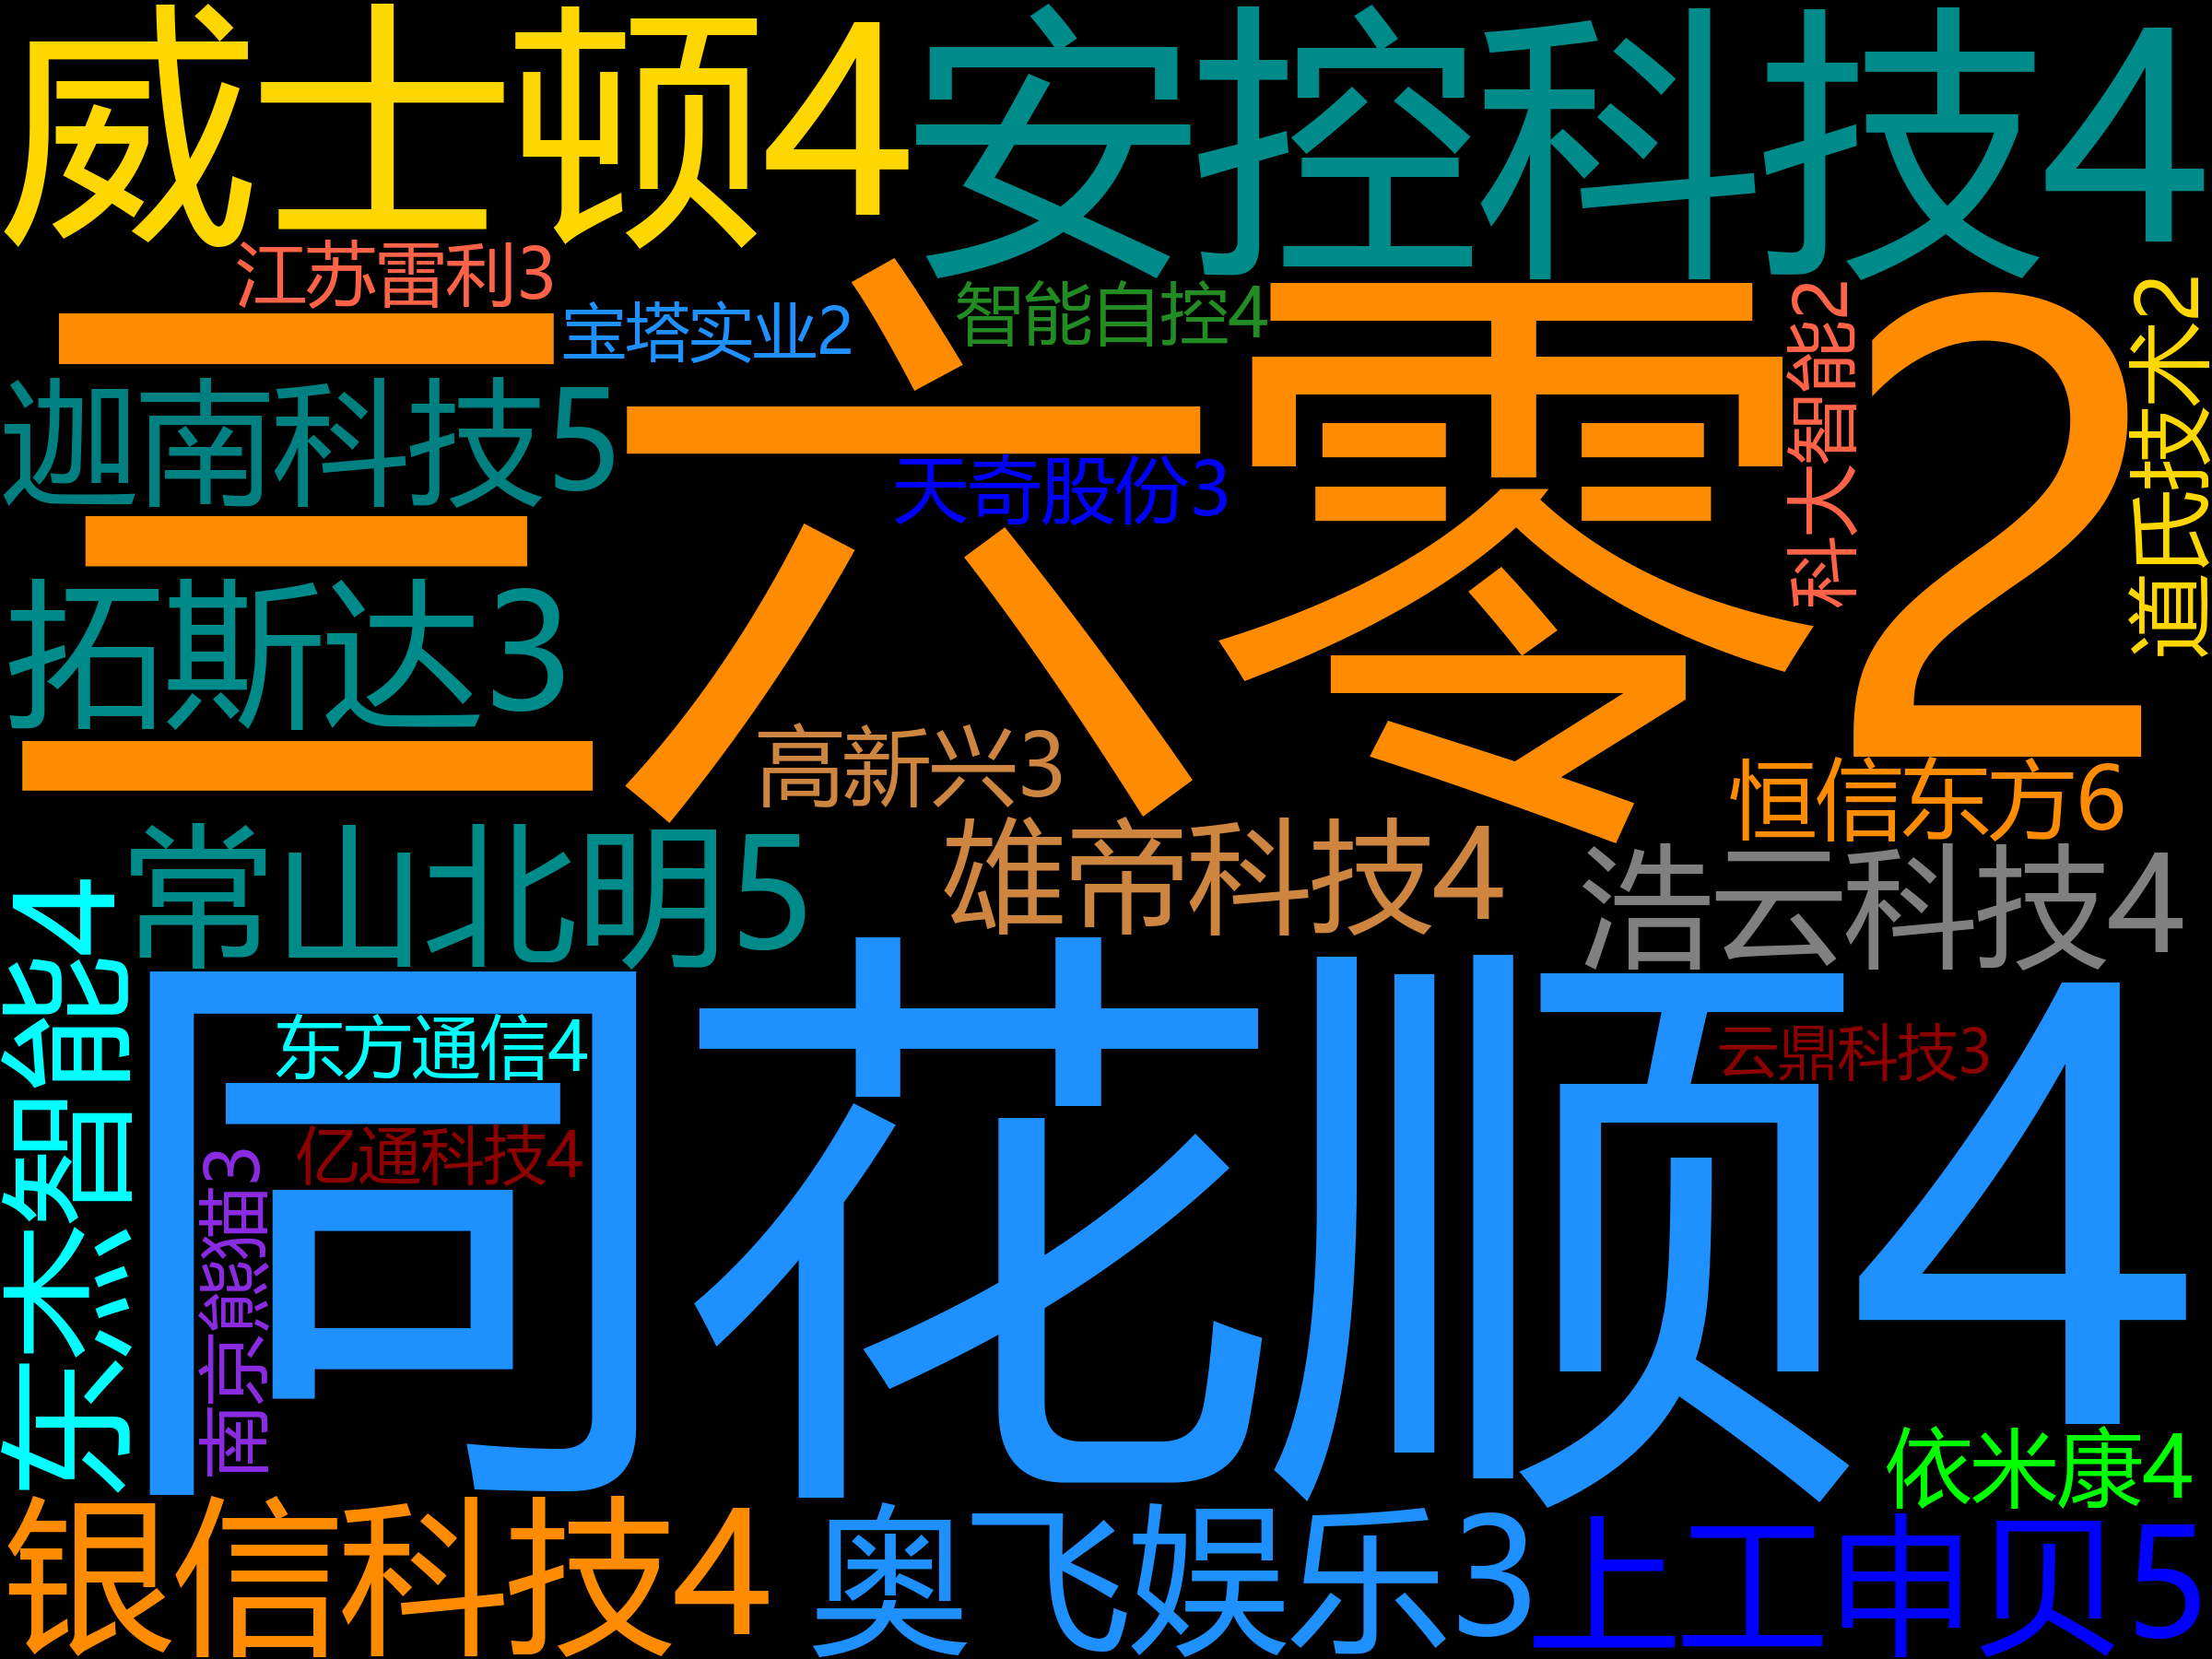 威士顿4
安控科技4
江苏雷利3
宝塔实业2
智能自控4
三六零2
科大智能2
道氏技术2
迦南科技5
天奇股份3
拓斯达3
高新兴3
恒信东方6
常山北明5
雄帝科技4
浩云科技4
东杰智能4
同花顺4
东方通信4
云鼎科技3
亿通科技4
南京熊猫3
依米康4
银信科技4
奥飞娱乐3
上工申贝5